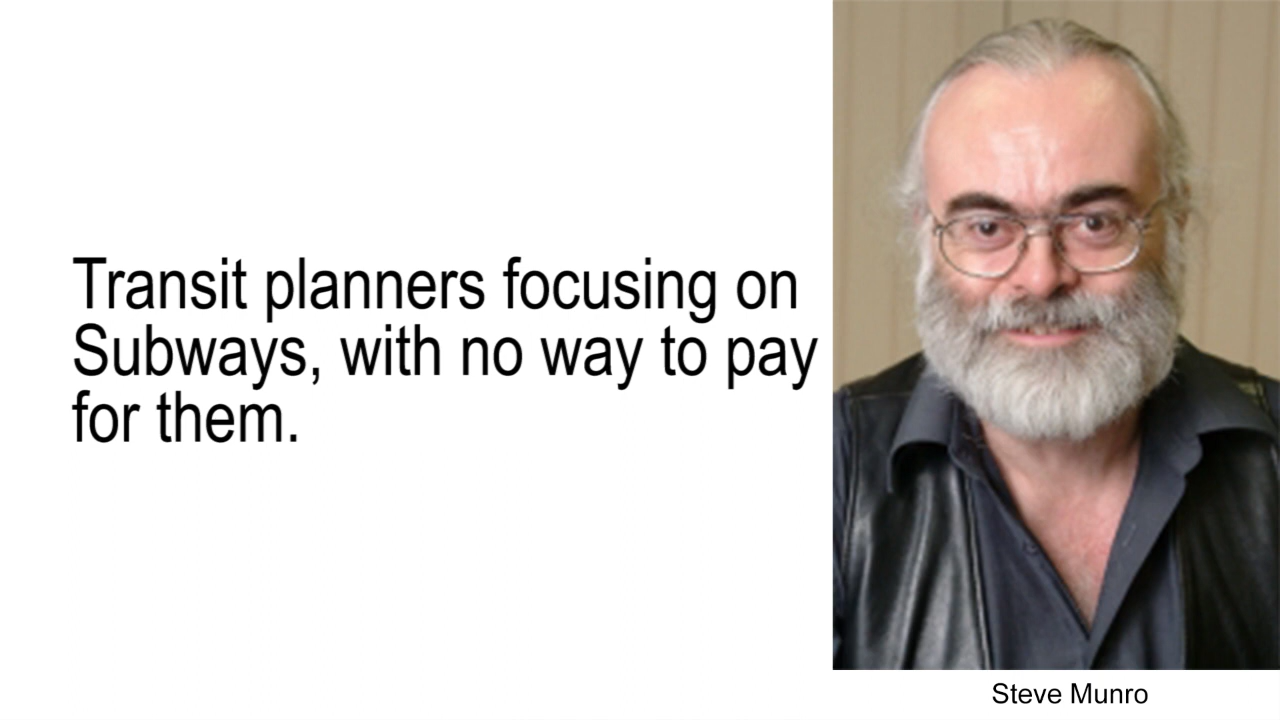 Transit planners focusing on
Subways, with no way to pay
for them.
Steve Munro